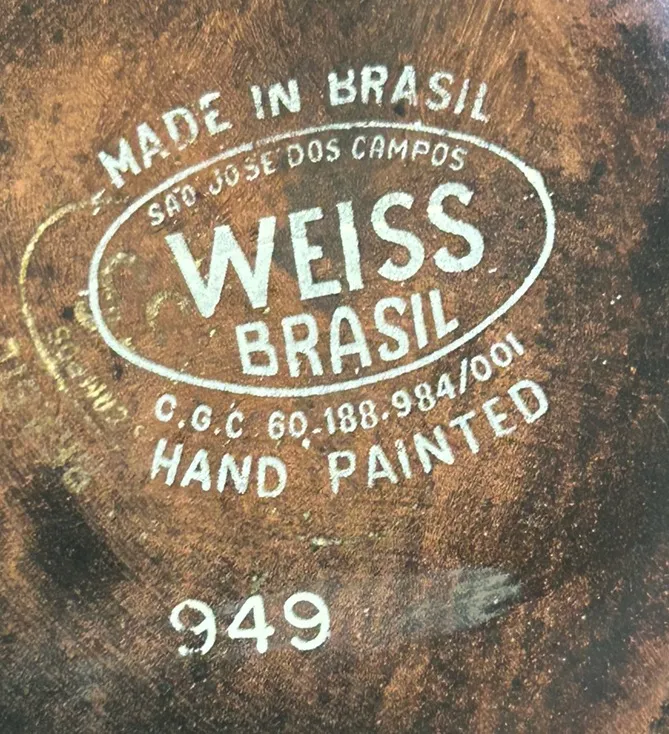 MADE IN BRASIL
SÃO JOSE DOS CAMPOS
WEISS
BRASIL
C.G.C 60.188.984/001
HAND PAINTED
949